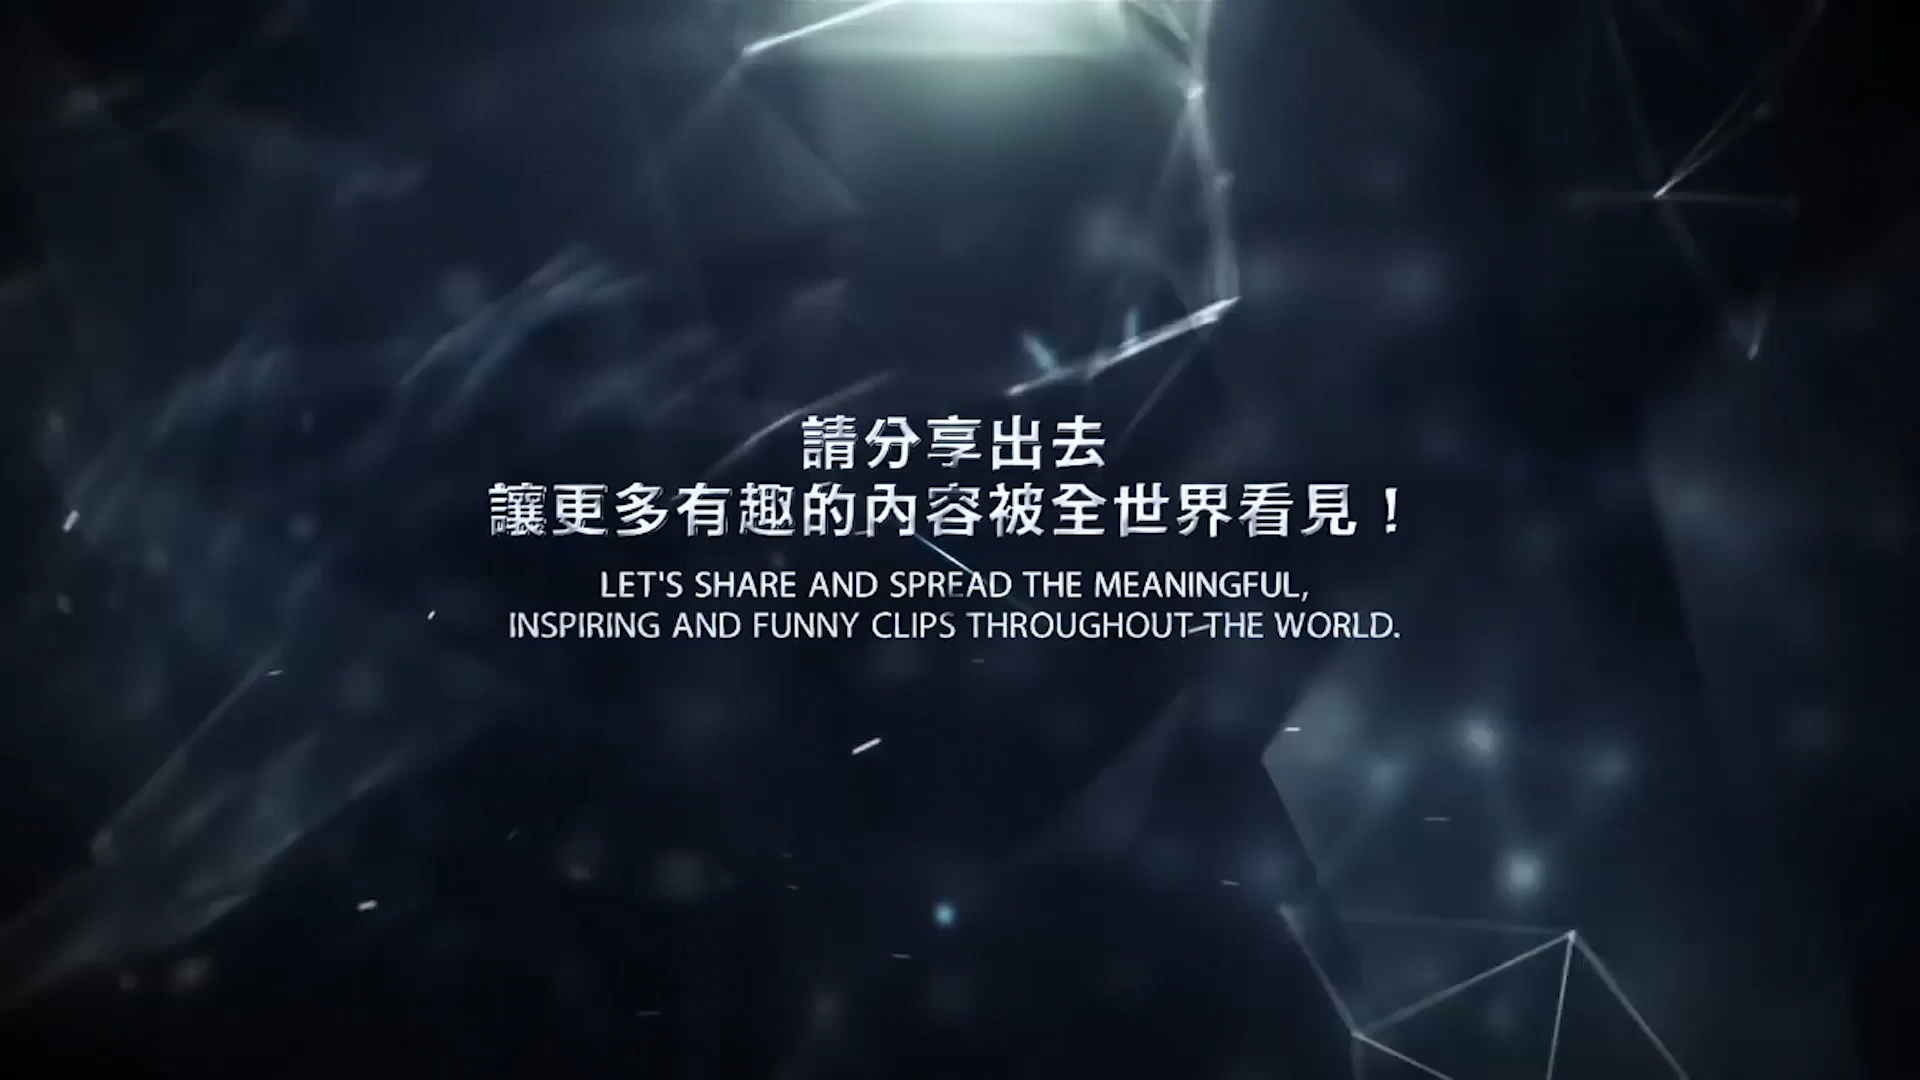 請分享出去
讓更多有趣的內容被全世界看見！
LET'S SHARE AND SPREAD THE MEANINGFUL,
INSPIRING AND FUNNY CLIPS THROUGHOUT THE WORLD.